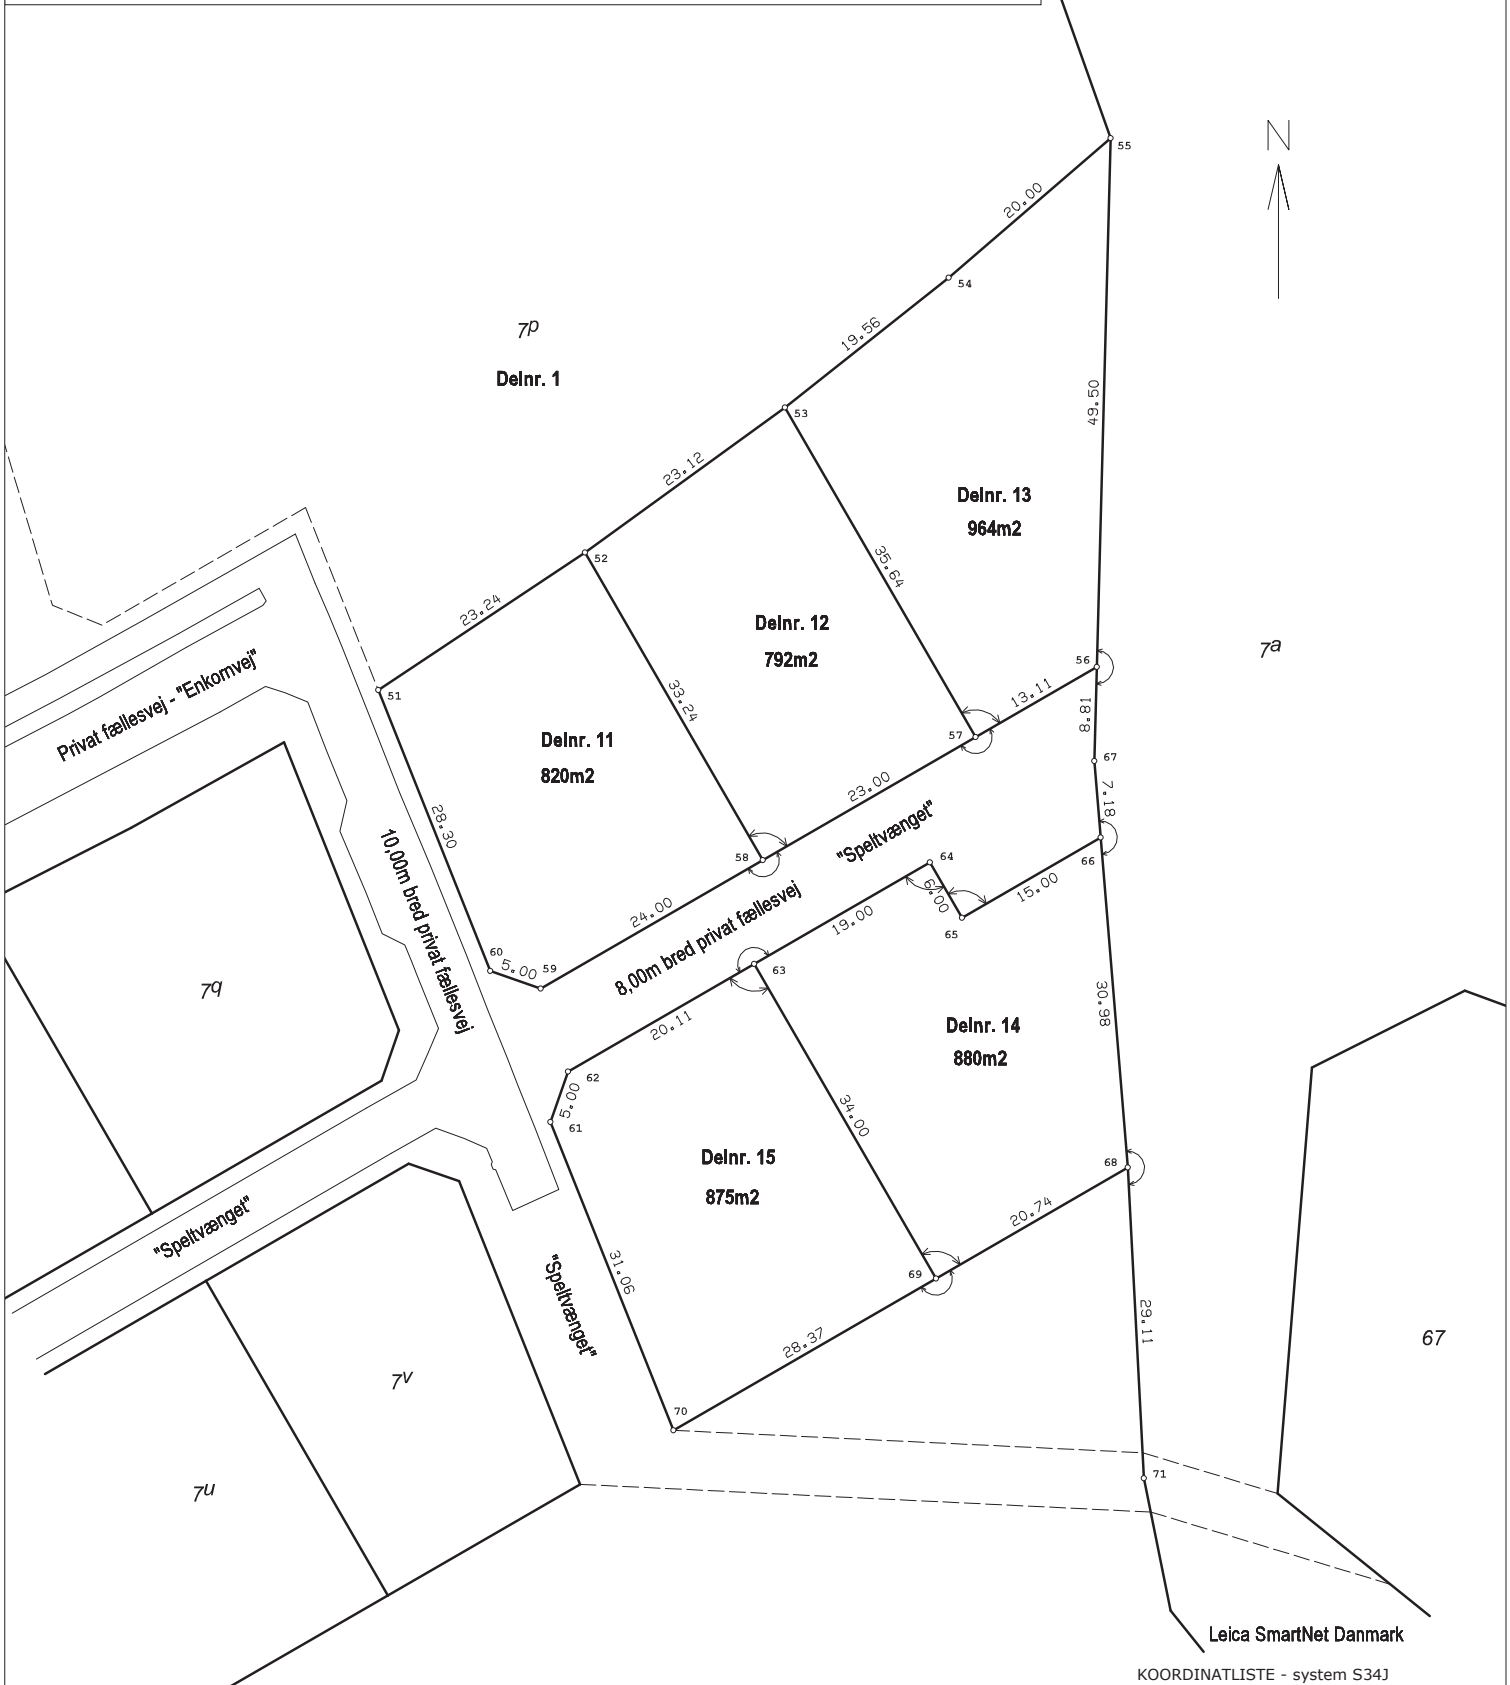 N
55
20.00
54
19.56
7p
Delnr. 1
49.50
53
23.12
Delnr. 13
964m2
52
35.64
23.24
Delnr. 12
792m2
7a
56
Privat fællesvej - "Enkornvej"
51
33.24
13.11
8.81
57
Delnr. 11
820m2
67
23.00
7.18
28.30
10,00m bred privat fællesvej
"Speltvænget"
58
64
66
24.00
6.00
15.00
8,00m bred privat fællesvej
19.00
65
60
5.00
59
63
7q
20.11
30.98
Delnr. 14
880m2
62
5.00
61
34.00
Delnr. 15
875m2
68
"Speltvænget"
20.74
31.06
69
"Speltvænget"
29.11
28.37
67
7v
70
71
7u
Leica SmartNet Danmark
KOORDINATLISTE - system S34J